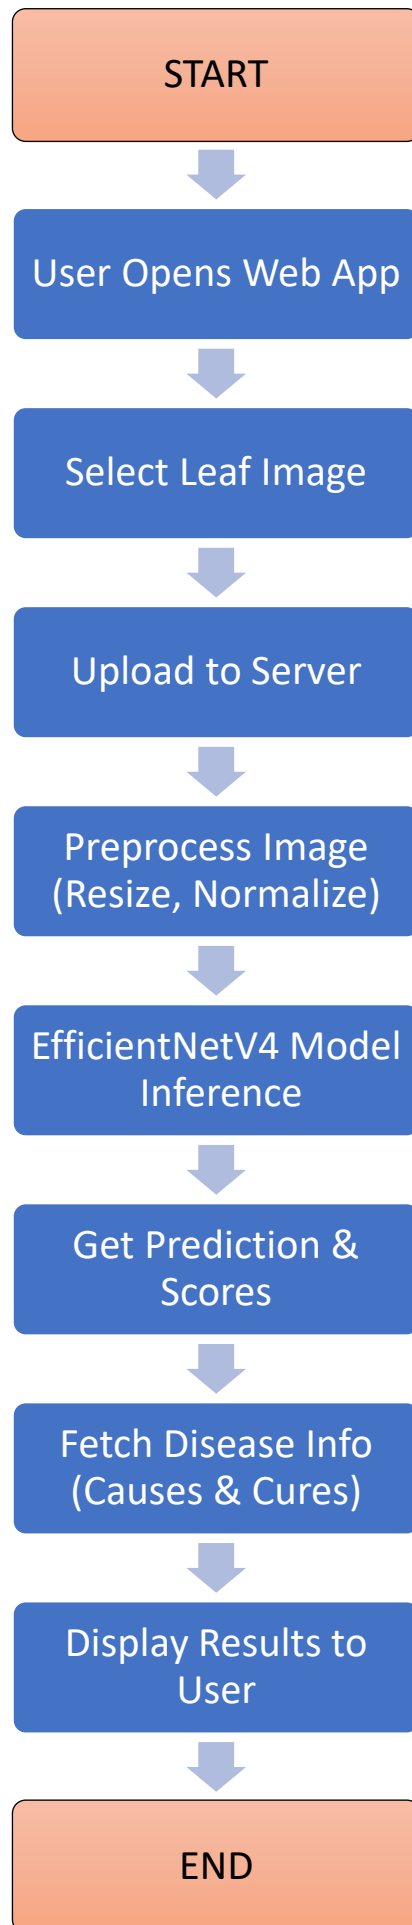 START
User Opens Web App
Select Leaf Image
Upload to Server
Preprocess Image
(Resize, Normalize)
EfficientNetV4 Model
Inference
Get Prediction &
Scores
Fetch Disease Info
(Causes & Cures)
Display Results to
User
END